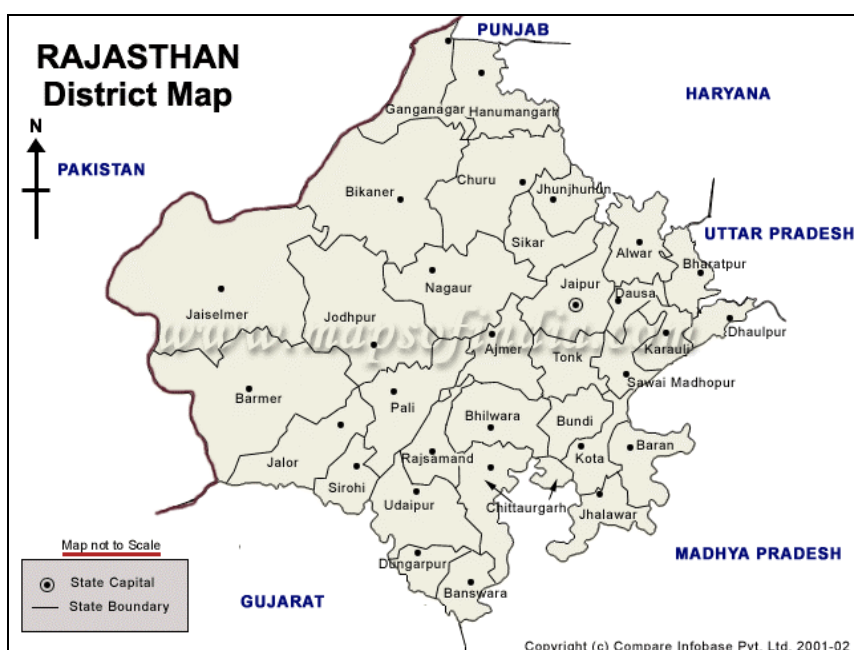 RAJASTHAN
District Map
N
PUNJAB
HARYANA
PAKISTAN
UTTAR PRADESH
MADHYA PRADESH
GUJARAT
Ganganagar
Hanumangarh
Bikaner
Churu
Jhunjhunun
Sikar
Alwar
Bharatpur
Nagaur
Jaipur
Dausa
Jaiselmer
Jodhpur
Dhaulpur
Karauli
Ajmer
Tonk
Sawai Madhopur
Barmer
Pali
Bhilwara
Bundi
Baran
Kota
Jalor
Rajsamand
Sirohi
Udaipur
Chittaurgarh
Jhalawar
Dungarpur
Banswara
www.mapsofindia.com
Map not to Scale
State Capital
State Boundary
Copyright (c) Compare Infobase Pvt. Ltd. 2001-02